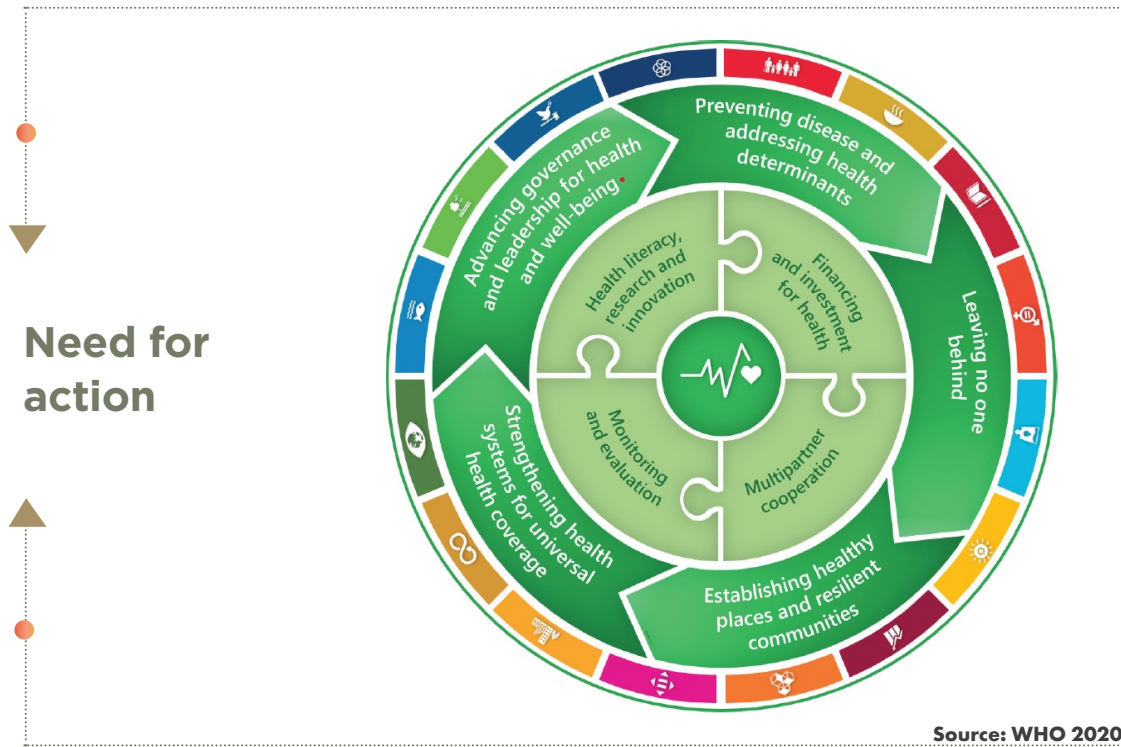 Need for
action
Preventing disease and
addressing health
determinants
Leaving no one
behind
Establishing healthy
places and resilient
communities
Strengthening health
systems for universal
health coverage
Advancing governance
and leadership for health
and well-being
Health literacy,
research and
innovation
Financing
and investment
for health
Multipartner
cooperation
Monitoring
and evaluation
Source: WHO 2020